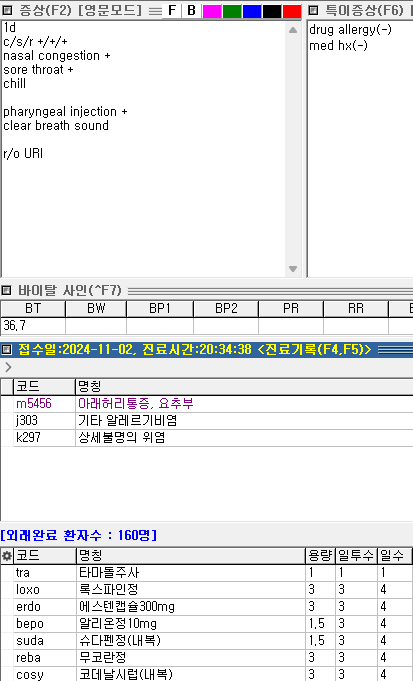 증상(F2) [영문모드] F B 특이증상(F6)
1d
c/s/r +/+/+
nasal congestion +
sore throat +
chill
pharyngeal injection +
clear breath sound
r/o URI
drug allergy(-)
med hx(-)
바이탈 사인(^F7)
BT BW BP1 BP2 PR RR
36.7
접수일:2024-11-02, 진료시간:20:34:38 <진료기록(F4,F5)>
코드 명칭
m5456 아래허리통증, 요추부
j303 기타 알레르기비염
k297 상세불명의 위염
[외래완료 환자수 : 160명]
코드 명칭 용량 일투수 일수
tra 타마돌주사 1 1 1
loxo 록스파인정 3 3 4
erdo 에스텐캡슐300mg 3 3 4
bepo 알리온정10mg 1.5 3 4
suda 슈다펜정(내복) 1.5 3 4
reba 무코란정 3 3 4
cosy 코데날시럽(내복) 3 3 4